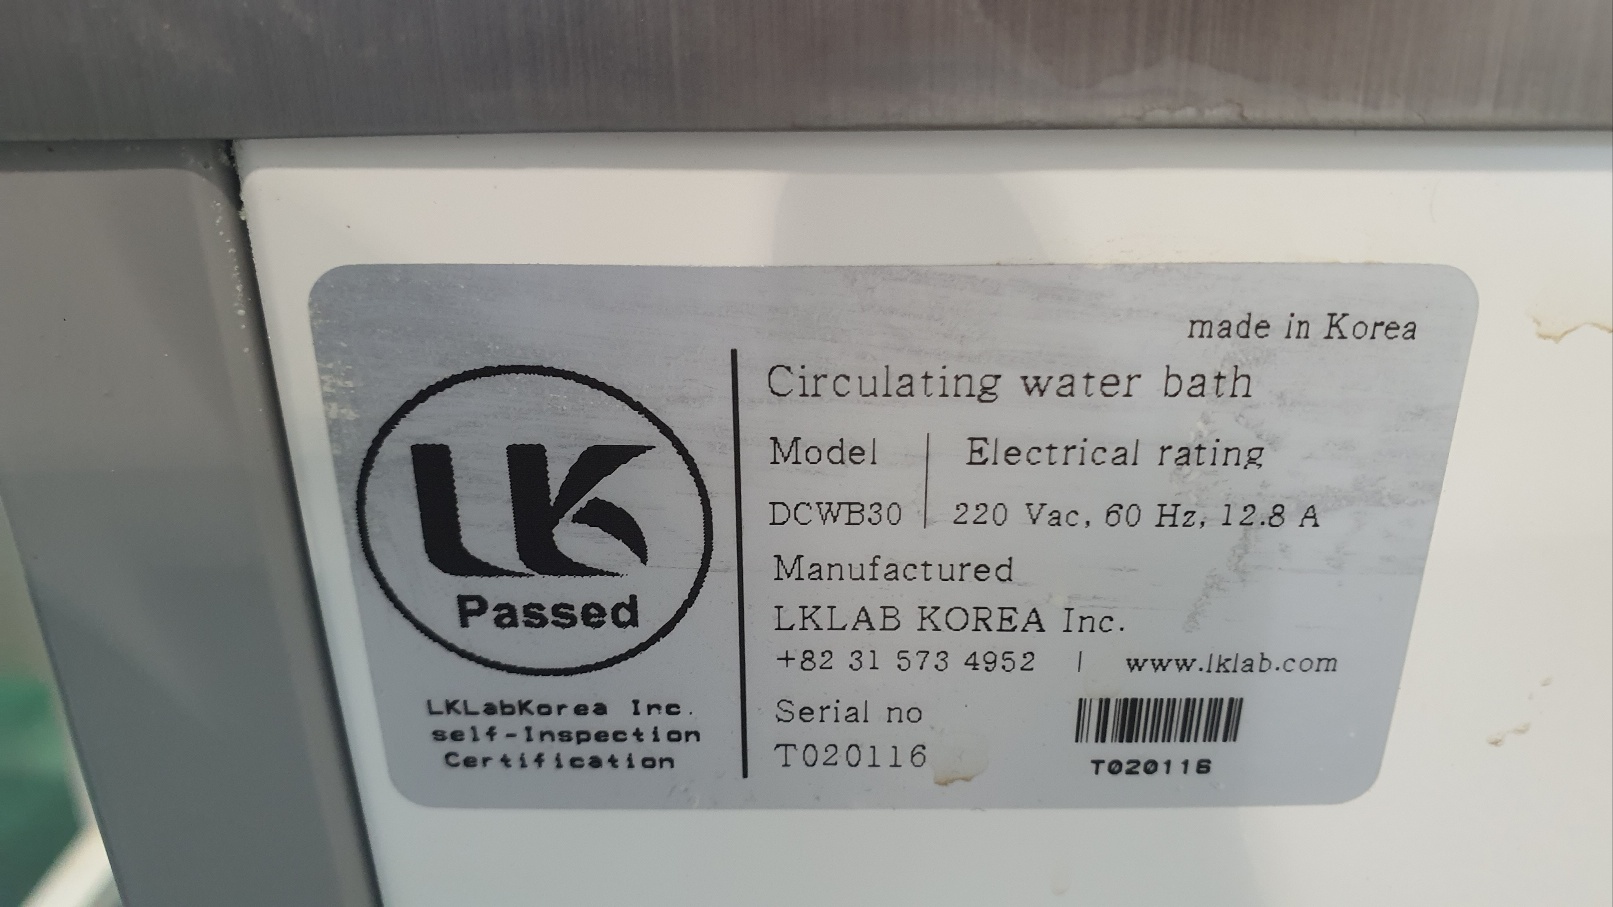 made in Korea
Circulating water bath
Model | Electrical rating
DCWB30 | 220 Vac, 60 Hz, 12.8 A
Manufactured
LKLAB KOREA Inc.
+82 31 573 4952 | www.lklab.com
Serial no
T020116
T020116
LK
Passed
LKLabKorea Inc.
self-Inspection
Certification